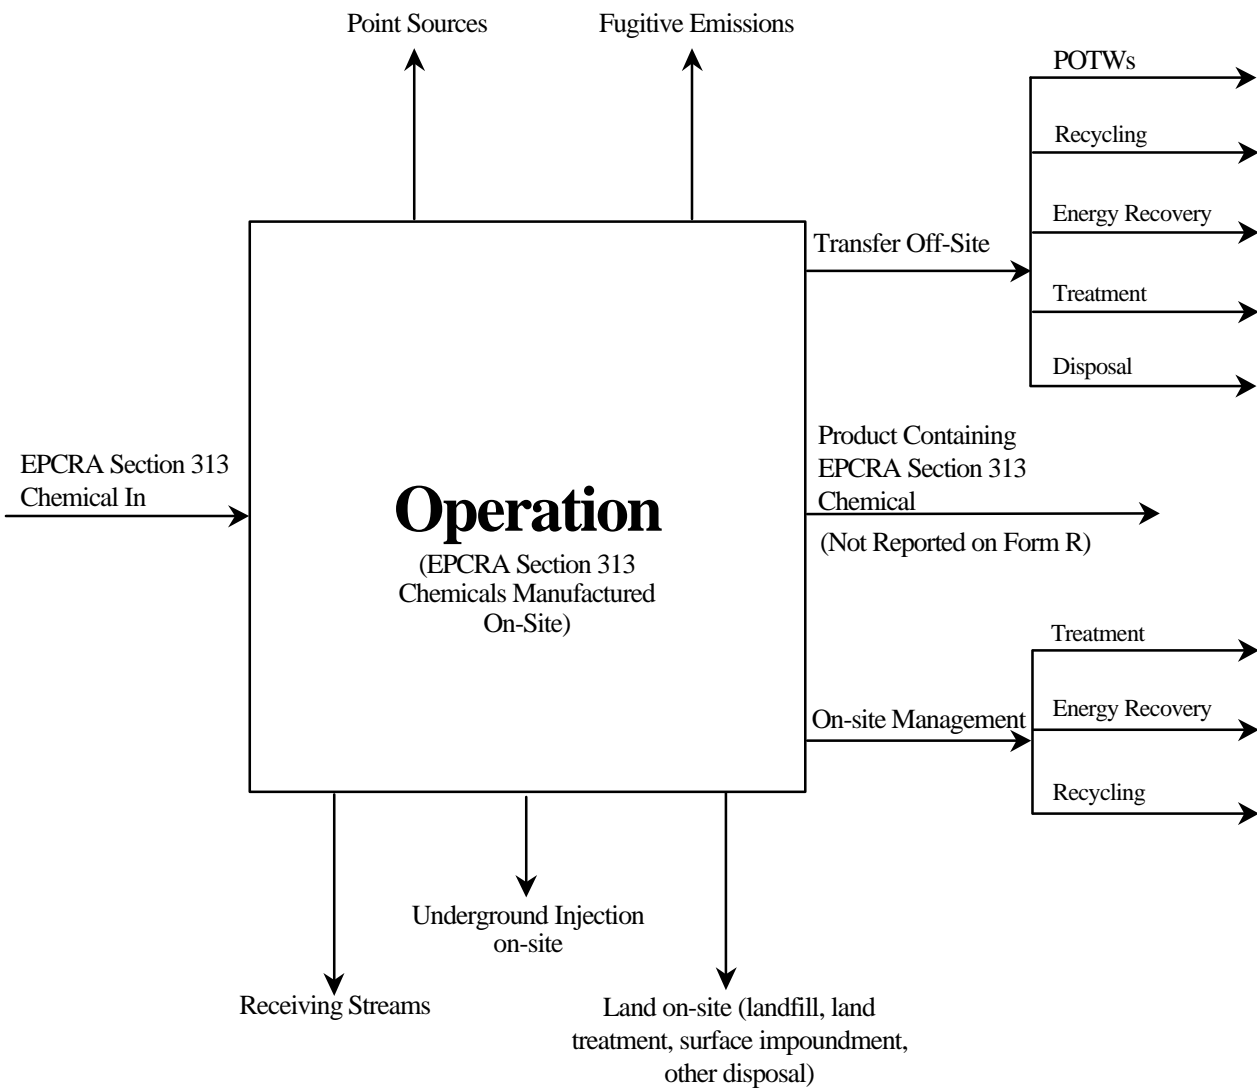 Point Sources
Fugitive Emissions
POTWs
Recycling
Energy Recovery
Transfer Off-Site
Treatment
Disposal
EPCRA Section 313
Chemical In
Operation
(EPCRA Section 313
Chemicals Manufactured
On-Site)
Product Containing
EPCRA Section 313
Chemical
(Not Reported on Form R)
Treatment
On-site Management
Energy Recovery
Recycling
Underground Injection
on-site
Receiving Streams
Land on-site (landfill, land
treatment, surface impoundment,
other disposal)